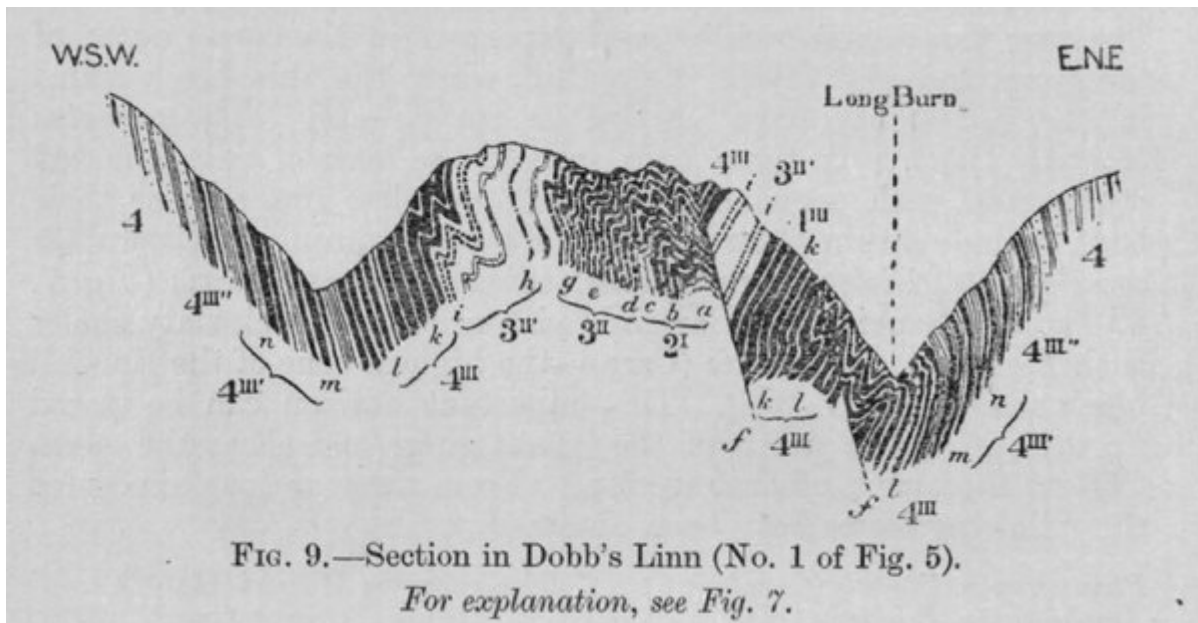 W.S.W.
E.N.E
Long Burn
4ᴵᴵᴵ
i
3ᴵᴵ'
i
1ᴵᴵᴵ
k
4
4
4ᴵᴵᴵ''
n
4ᴵᴵᴵ'
m
l
k
i
4ᴵᴵᴵ
h
3ᴵᴵ'
g
e
d
3ᴵᴵ
c
b
a
2ᴵ
k
l
4ᴵᴵᴵ
f
f
l
4ᴵᴵᴵ
m
n
4ᴵᴵᴵ'
4ᴵᴵᴵ''
FIG. 9.—Section in Dobb's Linn (No. 1 of Fig. 5).
For explanation, see Fig. 7.